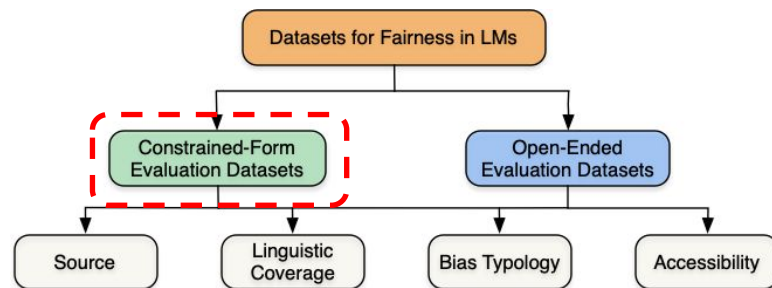 Datasets for Fairness in LMs
Constrained-Form
Evaluation Datasets
Open-Ended
Evaluation Datasets
Source
Linguistic
Coverage
Bias Typology
Accessibility